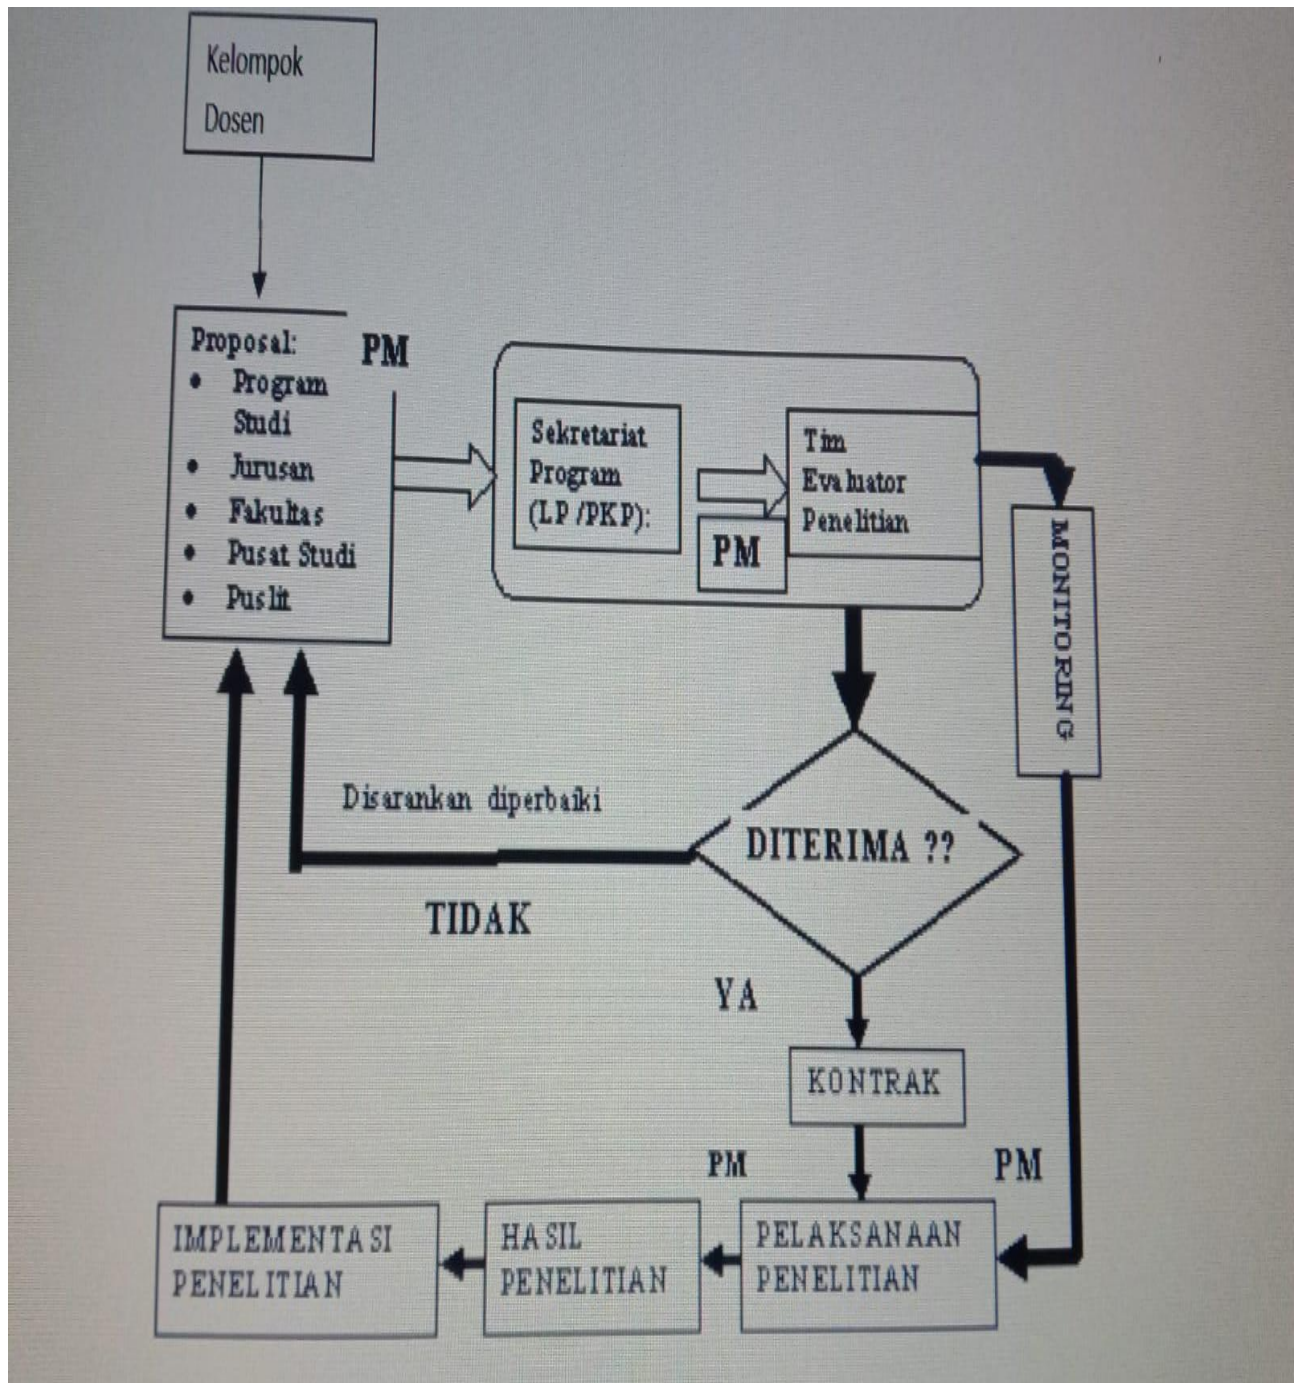 Kelompok
Dosen
Proposal:
• Program
Studi
• Jurusan
• Fakultas
• Pusat Studi
• Puslit
PM
Sekretariat
Program
(LP/PKP):
PM
Tim
Evaluator
Penelitian
MONITORING
Disarankan diperbaiki
DITERIMA ??
TIDAK
YA
KONTRAK
PM
PM
IMPLEMENTASI
PENELITIAN
HASIL
PENELITIAN
PELAKSANAAN
PENELITIAN